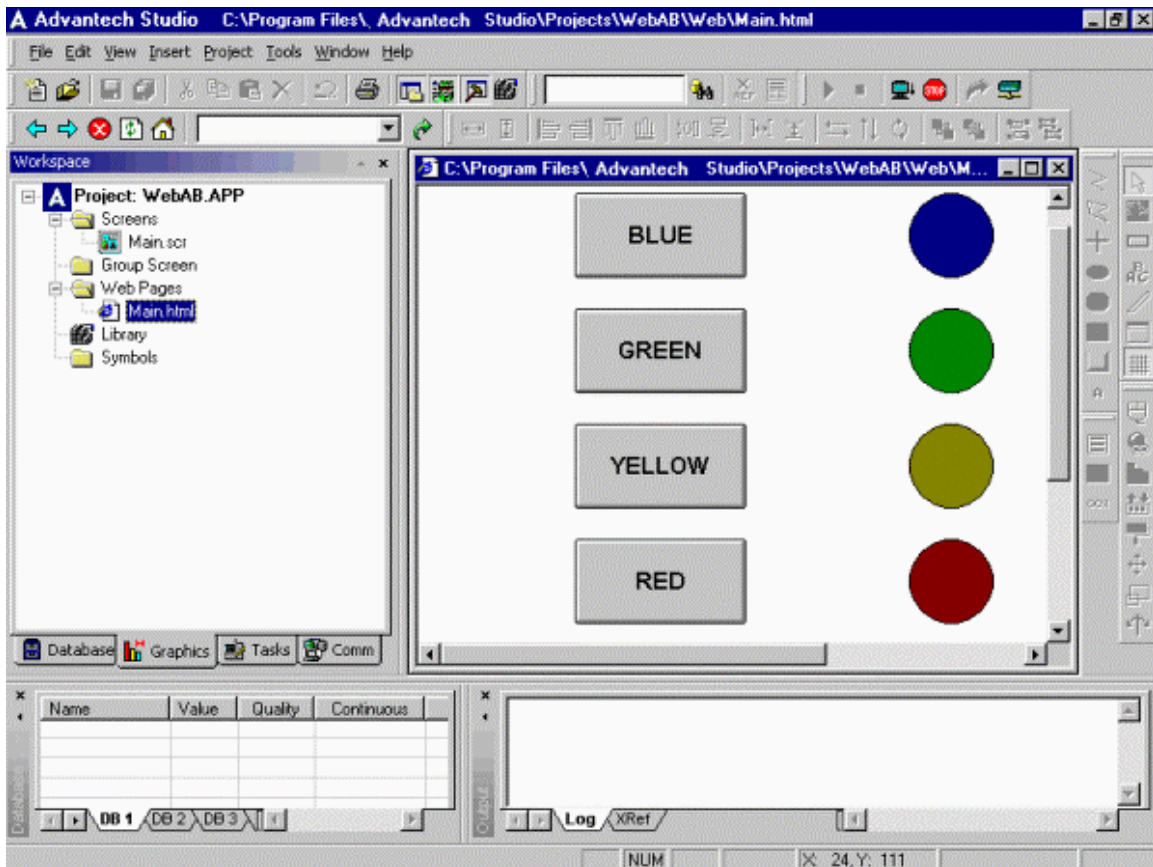 A Advantech Studio C:\Program Files\ Advantech Studio\Projects\WebAB\Web\Main.html
File Edit View Insert Project Tools Window Help
STOP
Workspace
C:\Program Files\ Advantech Studio\Projects\WebAB\Web\M...
A Project: WebAB.APP
Screens
Main.scr
Group Screen
Web Pages
Main.html
Library
Symbols
BLUE
GREEN
YELLOW
RED
Database Graphics Tasks Comm
Name Value Quality Continuous
Database
DB 1 DB 2 DB 3
Output
Log XRef
NUM X: 24, Y: 111